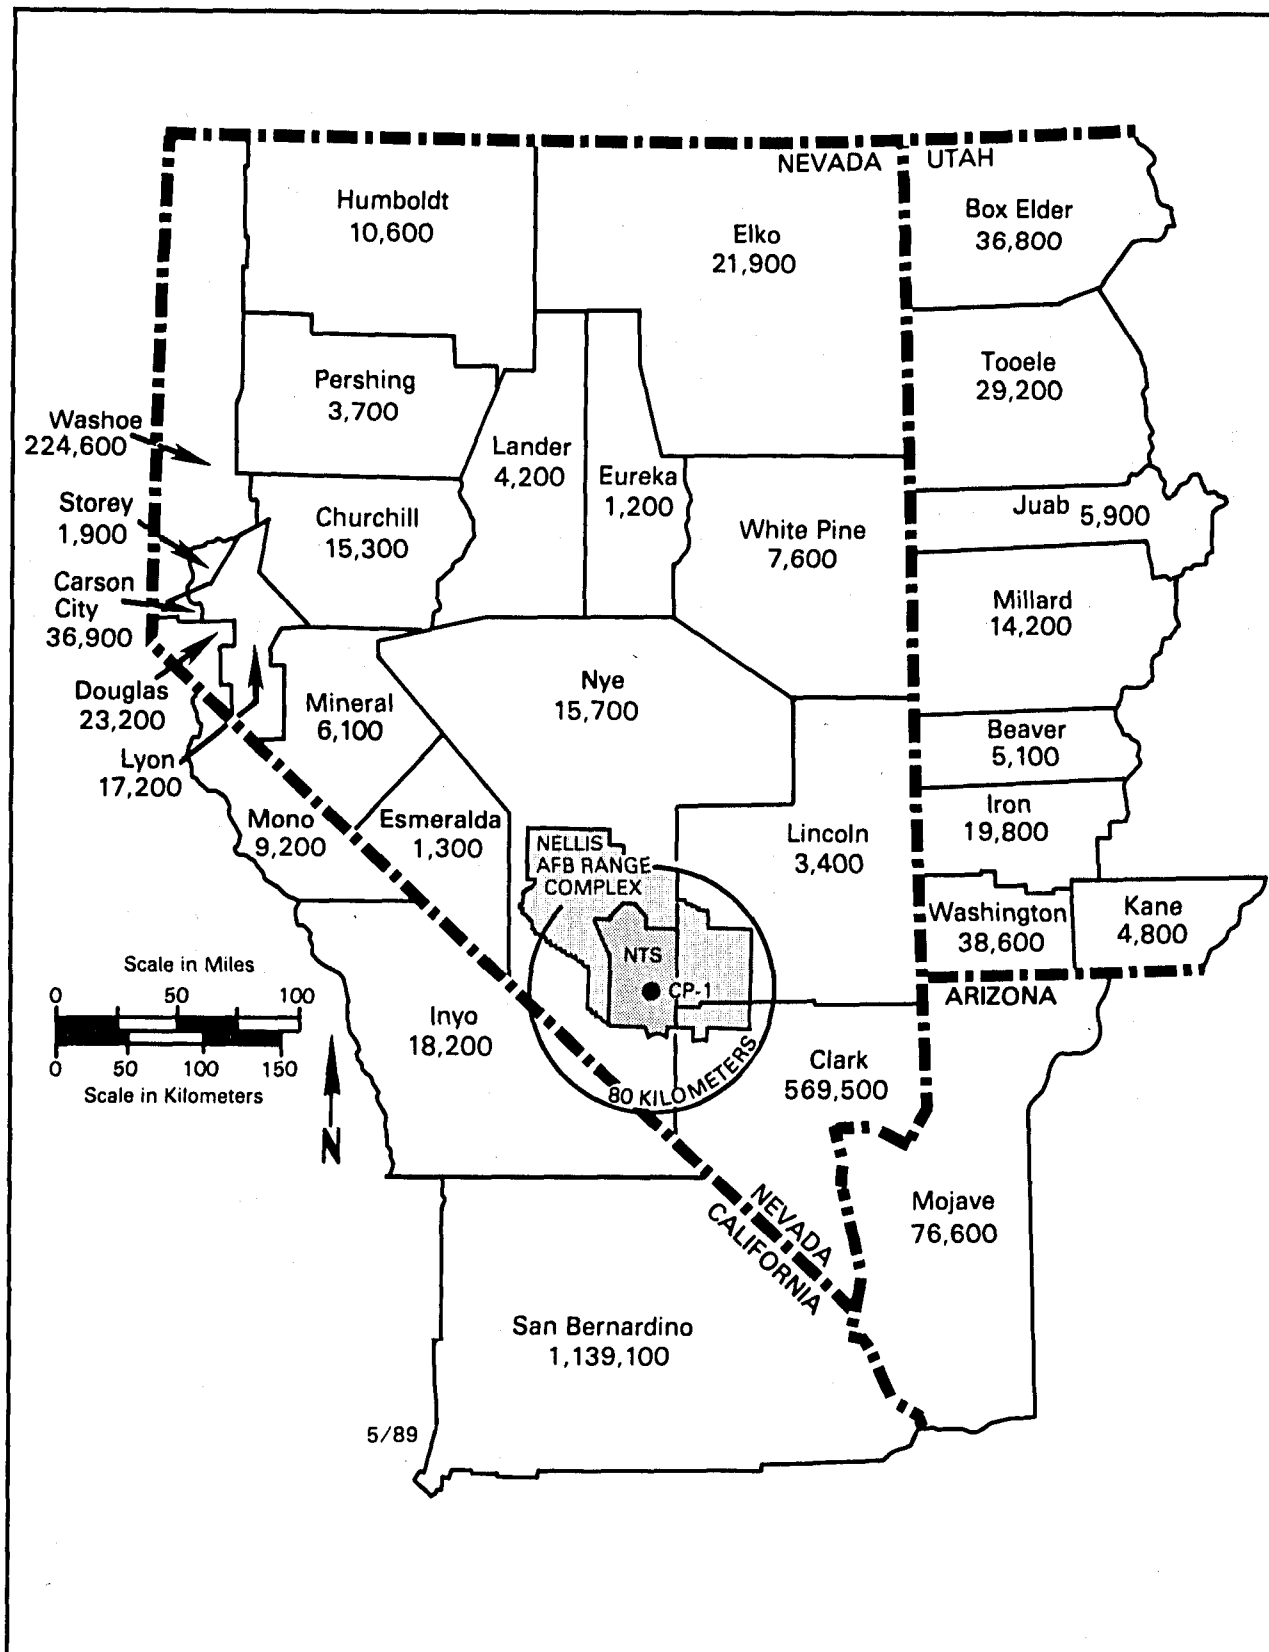 NEVADA
UTAH
Humboldt
10,600
Elko
21,900
Box Elder
36,800
Pershing
3,700
Tooele
29,200
Washoe
224,600
Lander
4,200
Eureka
1,200
Storey
1,900
Churchill
15,300
White Pine
7,600
Juab 5,900
Carson
City
36,900
Millard
14,200
Douglas
23,200
Mineral
6,100
Nye
15,700
Beaver
5,100
Lyon
17,200
Mono
9,200
Esmeralda
1,300
Lincoln
3,400
Iron
19,800
NELLIS
AFB RANGE
COMPLEX
Washington
38,600
Kane
4,800
NTS
CP-1
ARIZONA
Scale in Miles
0 50 100
0 50 100 150
Scale in Kilometers
N
Inyo
18,200
80 KILOMETERS
Clark
569,500
NEVADA
CALIFORNIA
Mojave
76,600
San Bernardino
1,139,100
5/89